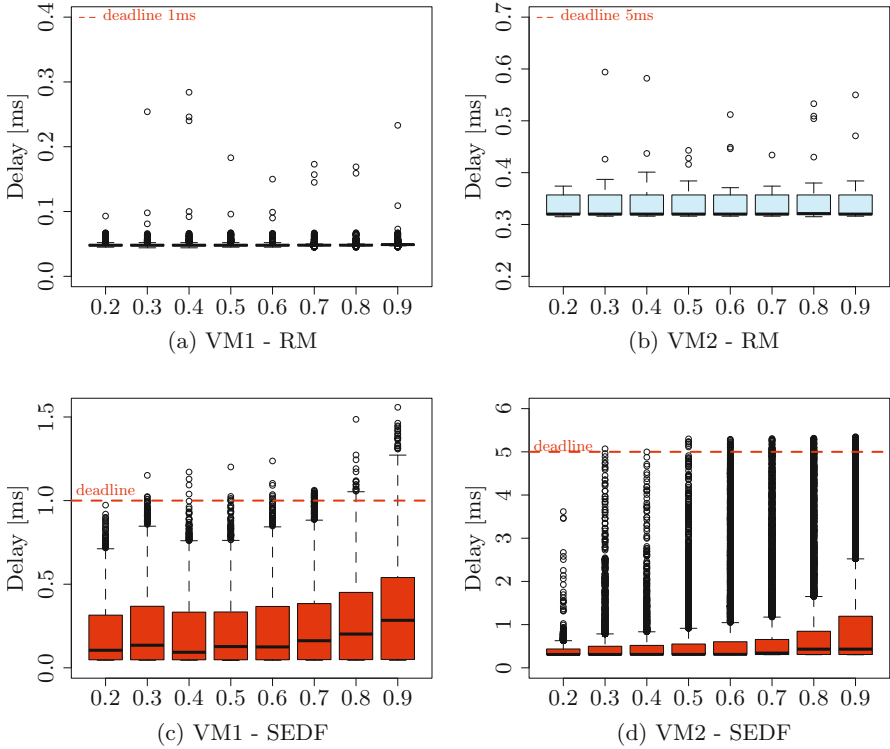 deadline 1ms
Delay [ms]
0.4
0.3
0.2
0.1
0.0
0.2 0.3 0.4 0.5 0.6 0.7 0.8 0.9
(a) VM1 - RM
deadline 5ms
Delay [ms]
0.7
0.6
0.5
0.4
0.3
0.2
0.2 0.3 0.4 0.5 0.6 0.7 0.8 0.9
(b) VM2 - RM
deadline
Delay [ms]
1.5
1.0
0.5
0.0
0.2 0.3 0.4 0.5 0.6 0.7 0.8 0.9
(c) VM1 - SEDF
deadline
Delay [ms]
6
5
4
3
2
1
0
0.2 0.3 0.4 0.5 0.6 0.7 0.8 0.9
(d) VM2 - SEDF